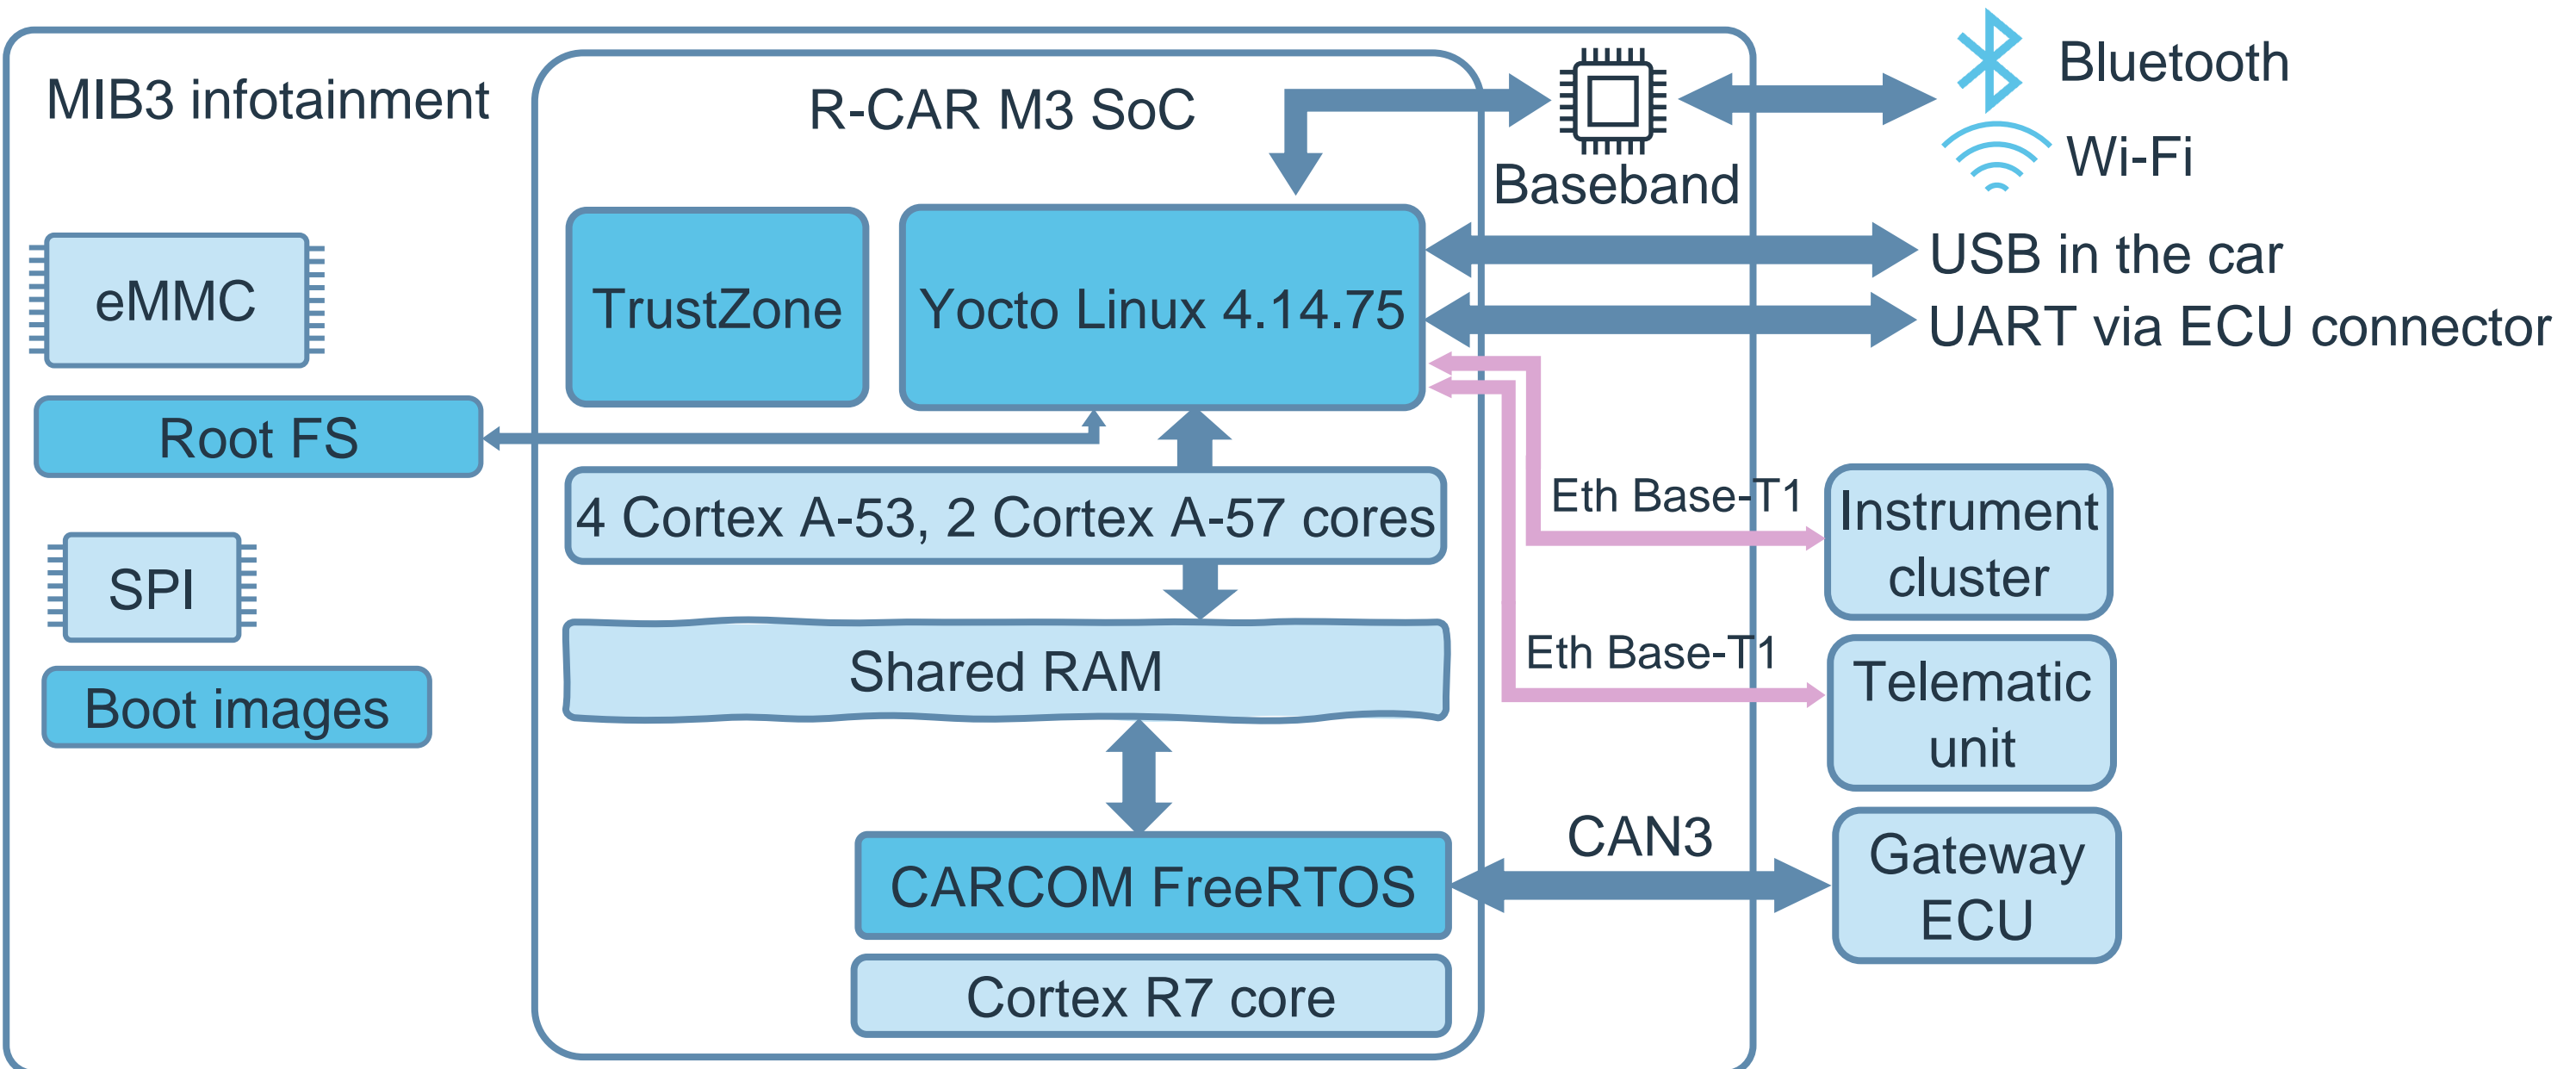 MIB3 infotainment
R-CAR M3 SoC
Baseband
Bluetooth
Wi-Fi
USB in the car
UART via ECU connector
eMMC
Root FS
SPI
Boot images
TrustZone
Yocto Linux 4.14.75
4 Cortex A-53, 2 Cortex A-57 cores
Shared RAM
CARCOM FreeRTOS
Cortex R7 core
Eth Base-T1
Instrument
cluster
Eth Base-T1
Telematic
unit
CAN3
Gateway
ECU